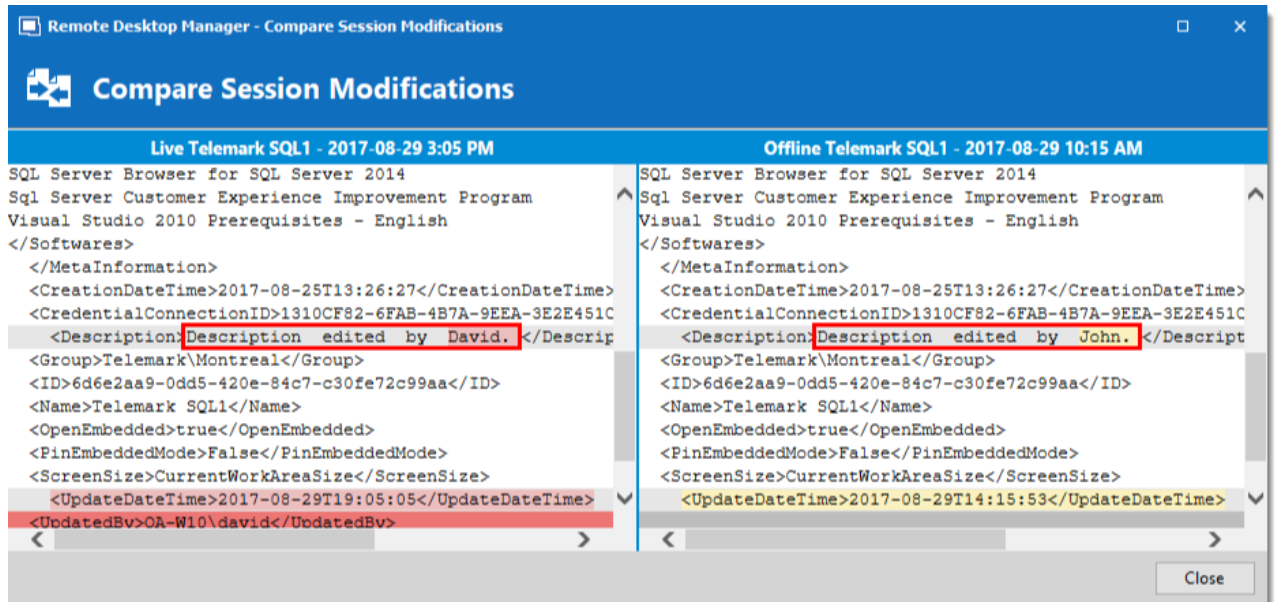 Remote Desktop Manager - Compare Session Modifications
Compare Session Modifications
Live Telemark SQL1 - 2017-08-29 3:05 PM
SQL Server Browser for SQL Server 2014
Sql Server Customer Experience Improvement Program
Visual Studio 2010 Prerequisites - English
</Softwares>
</MetaInformation>
<CreationDateTime>2017-08-25T13:26:27</CreationDateTime>
<CredentialConnectionID>1310CF82-6FAB-4B7A-9EEA-3E2E451C
<Description>Description edited by David. </Descrip
<Group>Telemark\Montreal</Group>
<ID>6d6e2aa9-0dd5-420e-84c7-c30fe72c99aa</ID>
<Name>Telemark SQL1</Name>
<OpenEmbedded>true</OpenEmbedded>
<PinEmbeddedMode>False</PinEmbeddedMode>
<ScreenSize>CurrentWorkAreaSize</ScreenSize>
<UpdateDateTime>2017-08-29T19:05:05</UpdateDateTime>
<UpdatedBy>OA-W10\david</UpdatedBy>
Offline Telemark SQL1 - 2017-08-29 10:15 AM
SQL Server Browser for SQL Server 2014
Sql Server Customer Experience Improvement Program
Visual Studio 2010 Prerequisites - English
</Softwares>
</MetaInformation>
<CreationDateTime>2017-08-25T13:26:27</CreationDateTime>
<CredentialConnectionID>1310CF82-6FAB-4B7A-9EEA-3E2E451C
<Description>Description edited by John. </Descript
<Group>Telemark\Montreal</Group>
<ID>6d6e2aa9-0dd5-420e-84c7-c30fe72c99aa</ID>
<Name>Telemark SQL1</Name>
<OpenEmbedded>true</OpenEmbedded>
<PinEmbeddedMode>False</PinEmbeddedMode>
<ScreenSize>CurrentWorkAreaSize</ScreenSize>
<UpdateDateTime>2017-08-29T14:15:53</UpdateDateTime>
Close